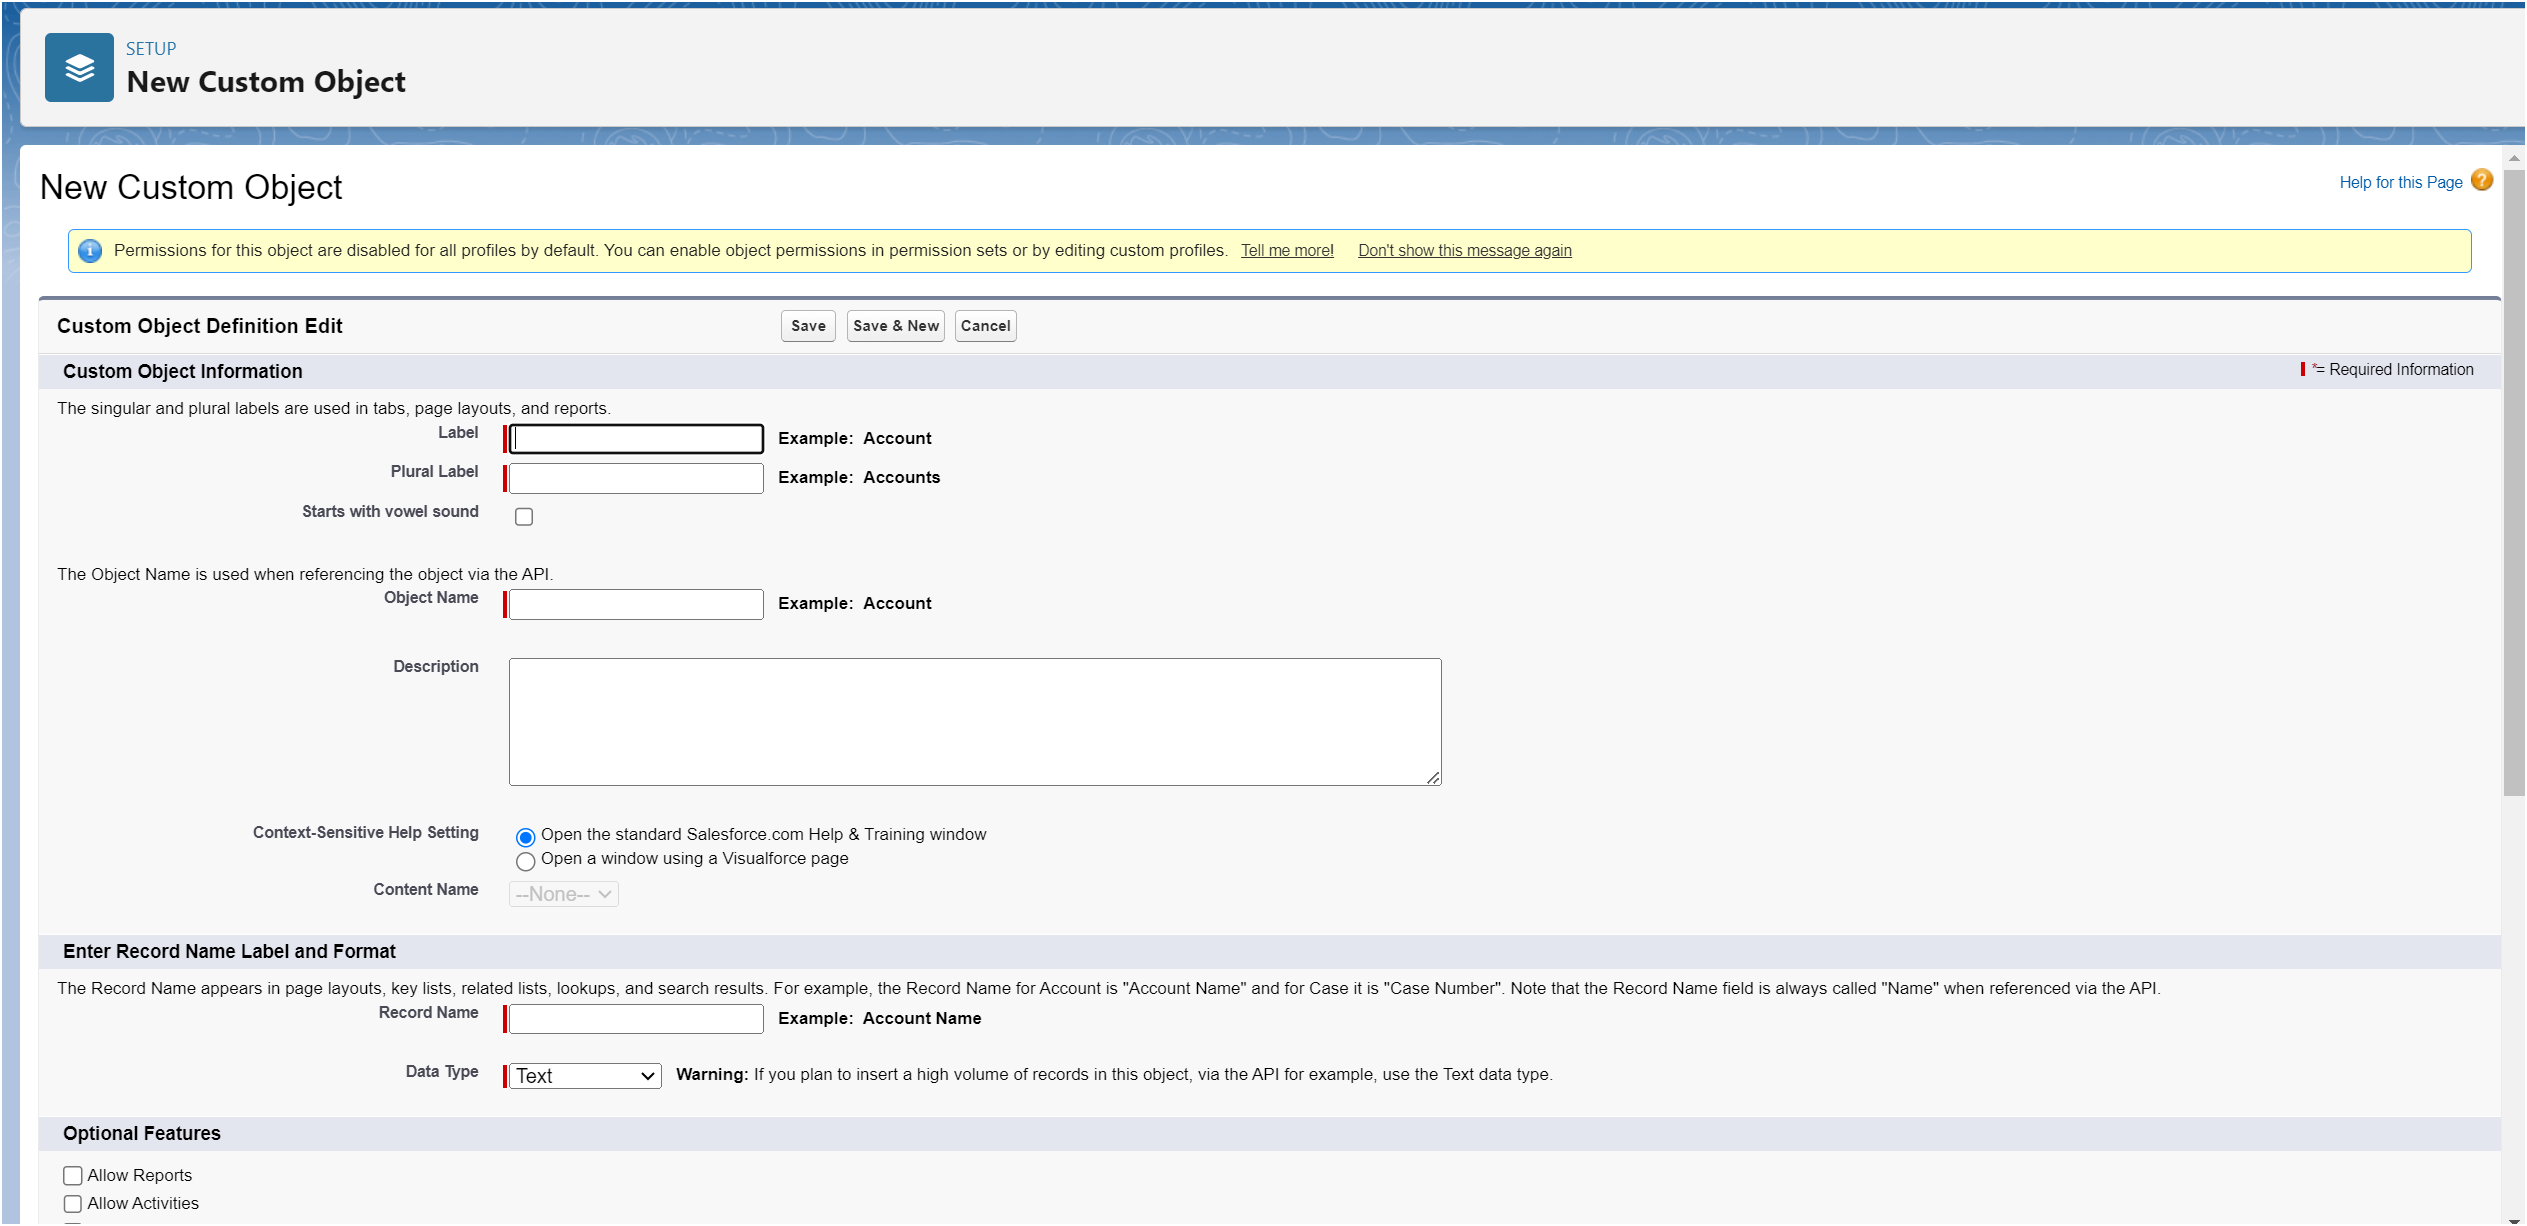 SETUP
New Custom Object
New Custom Object
Help for this Page ?
i Permissions for this object are disabled for all profiles by default. You can enable object permissions in permission sets or by editing custom profiles. Tell me more! Don't show this message again
Custom Object Definition Edit Save Save & New Cancel
Custom Object Information *= Required Information
The singular and plural labels are used in tabs, page layouts, and reports.
Label Example: Account
Plural Label Example: Accounts
Starts with vowel sound
The Object Name is used when referencing the object via the API.
Object Name Example: Account
Description
Context-Sensitive Help Setting Open the standard Salesforce.com Help & Training window
Open a window using a Visualforce page
Content Name --None--
Enter Record Name Label and Format
The Record Name appears in page layouts, key lists, related lists, lookups, and search results. For example, the Record Name for Account is "Account Name" and for Case it is "Case Number". Note that the Record Name field is always called "Name" when referenced via the API.
Record Name Example: Account Name
Data Type Text Warning: If you plan to insert a high volume of records in this object, via the API for example, use the Text data type.
Optional Features
Allow Reports
Allow Activities